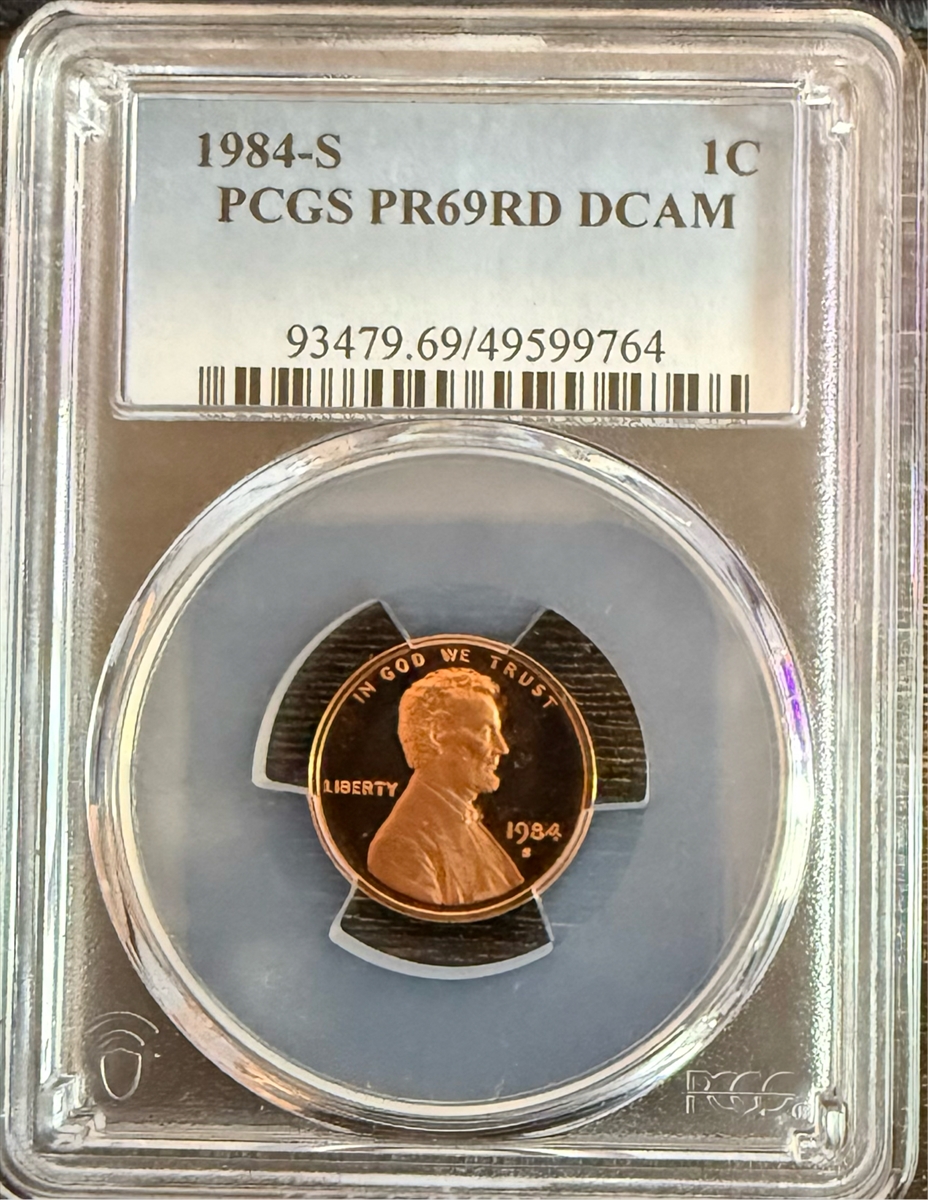 1984-S 1C
PCGS PR69RD DCAM
93479.69/49599764
IN GOD WE TRUST
LIBERTY
1984
S
PCGS